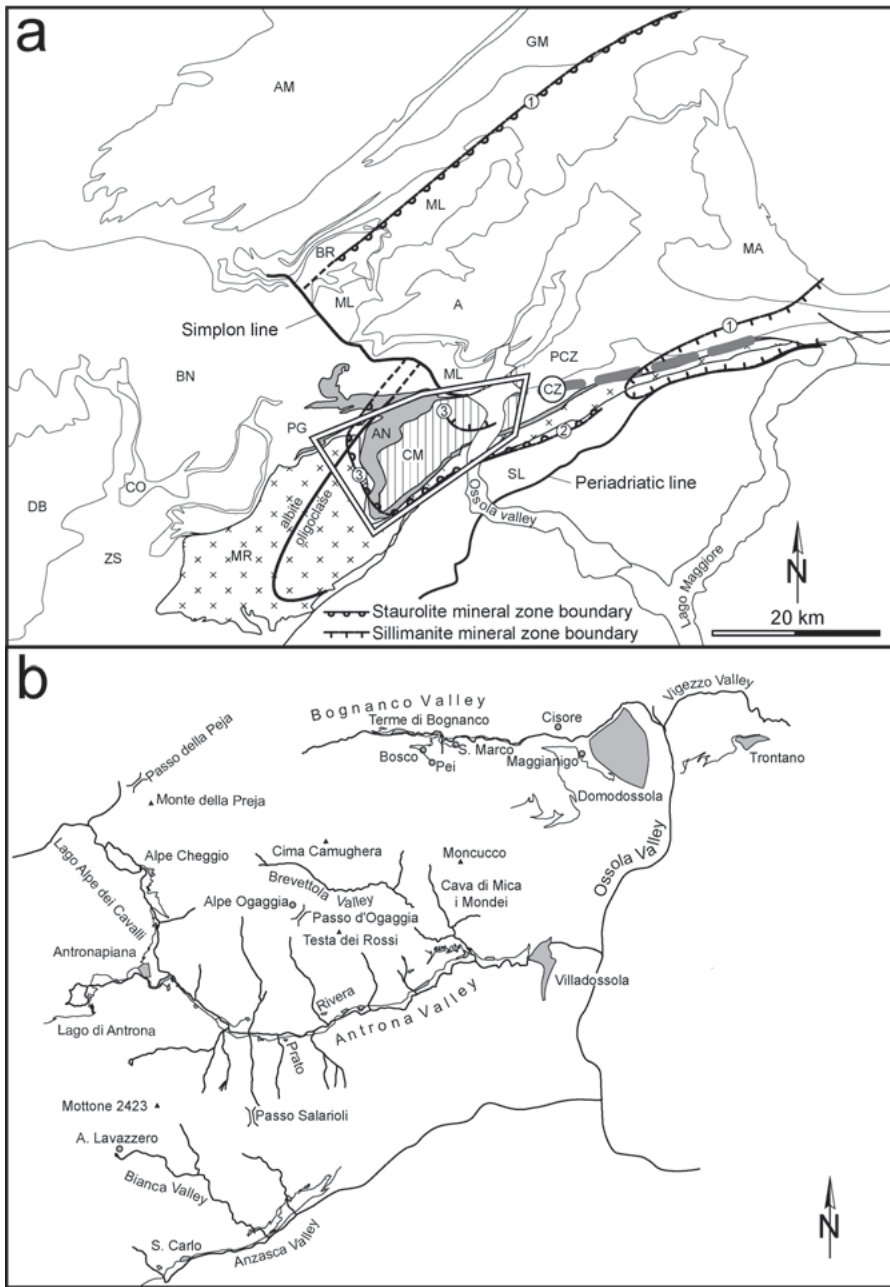 a
GM
AM
1
ML
BR
MA
ML
A
1
Simplon line
PCZ
ML
BN
CZ
3
PG
AN
2
CM
SL
Periadriatic line
3
DB
CO
albite
oligoclase
Ossola valley
ZS
MR
Lago Maggiore
N
Staurolite mineral zone boundary
Sillimanite mineral zone boundary
20 km
b
Bognanco Valley
Vigezzo Valley
Terme di Bognanco
Cisore
Passo della Peja
S. Marco
Bosco
Pei
Maggianigo
Trontano
Monte della Preja
Domodossola
Ossola Valley
Lago Alpe dei Cavalli
Alpe Cheggio
Cima Camughera
Moncucco
Brevettola
Valley
Cava di Mica
i Mondei
Alpe Ogaggia
Passo d'Ogaggia
Testa dei Rossi
Antronapiana
Villadossola
Rivera
Antrona Valley
Lago di Antrona
Prato
Mottone 2423
Passo Salarioli
A. Lavazzero
Bianca Valley
S. Carlo
Anzasca Valley
N